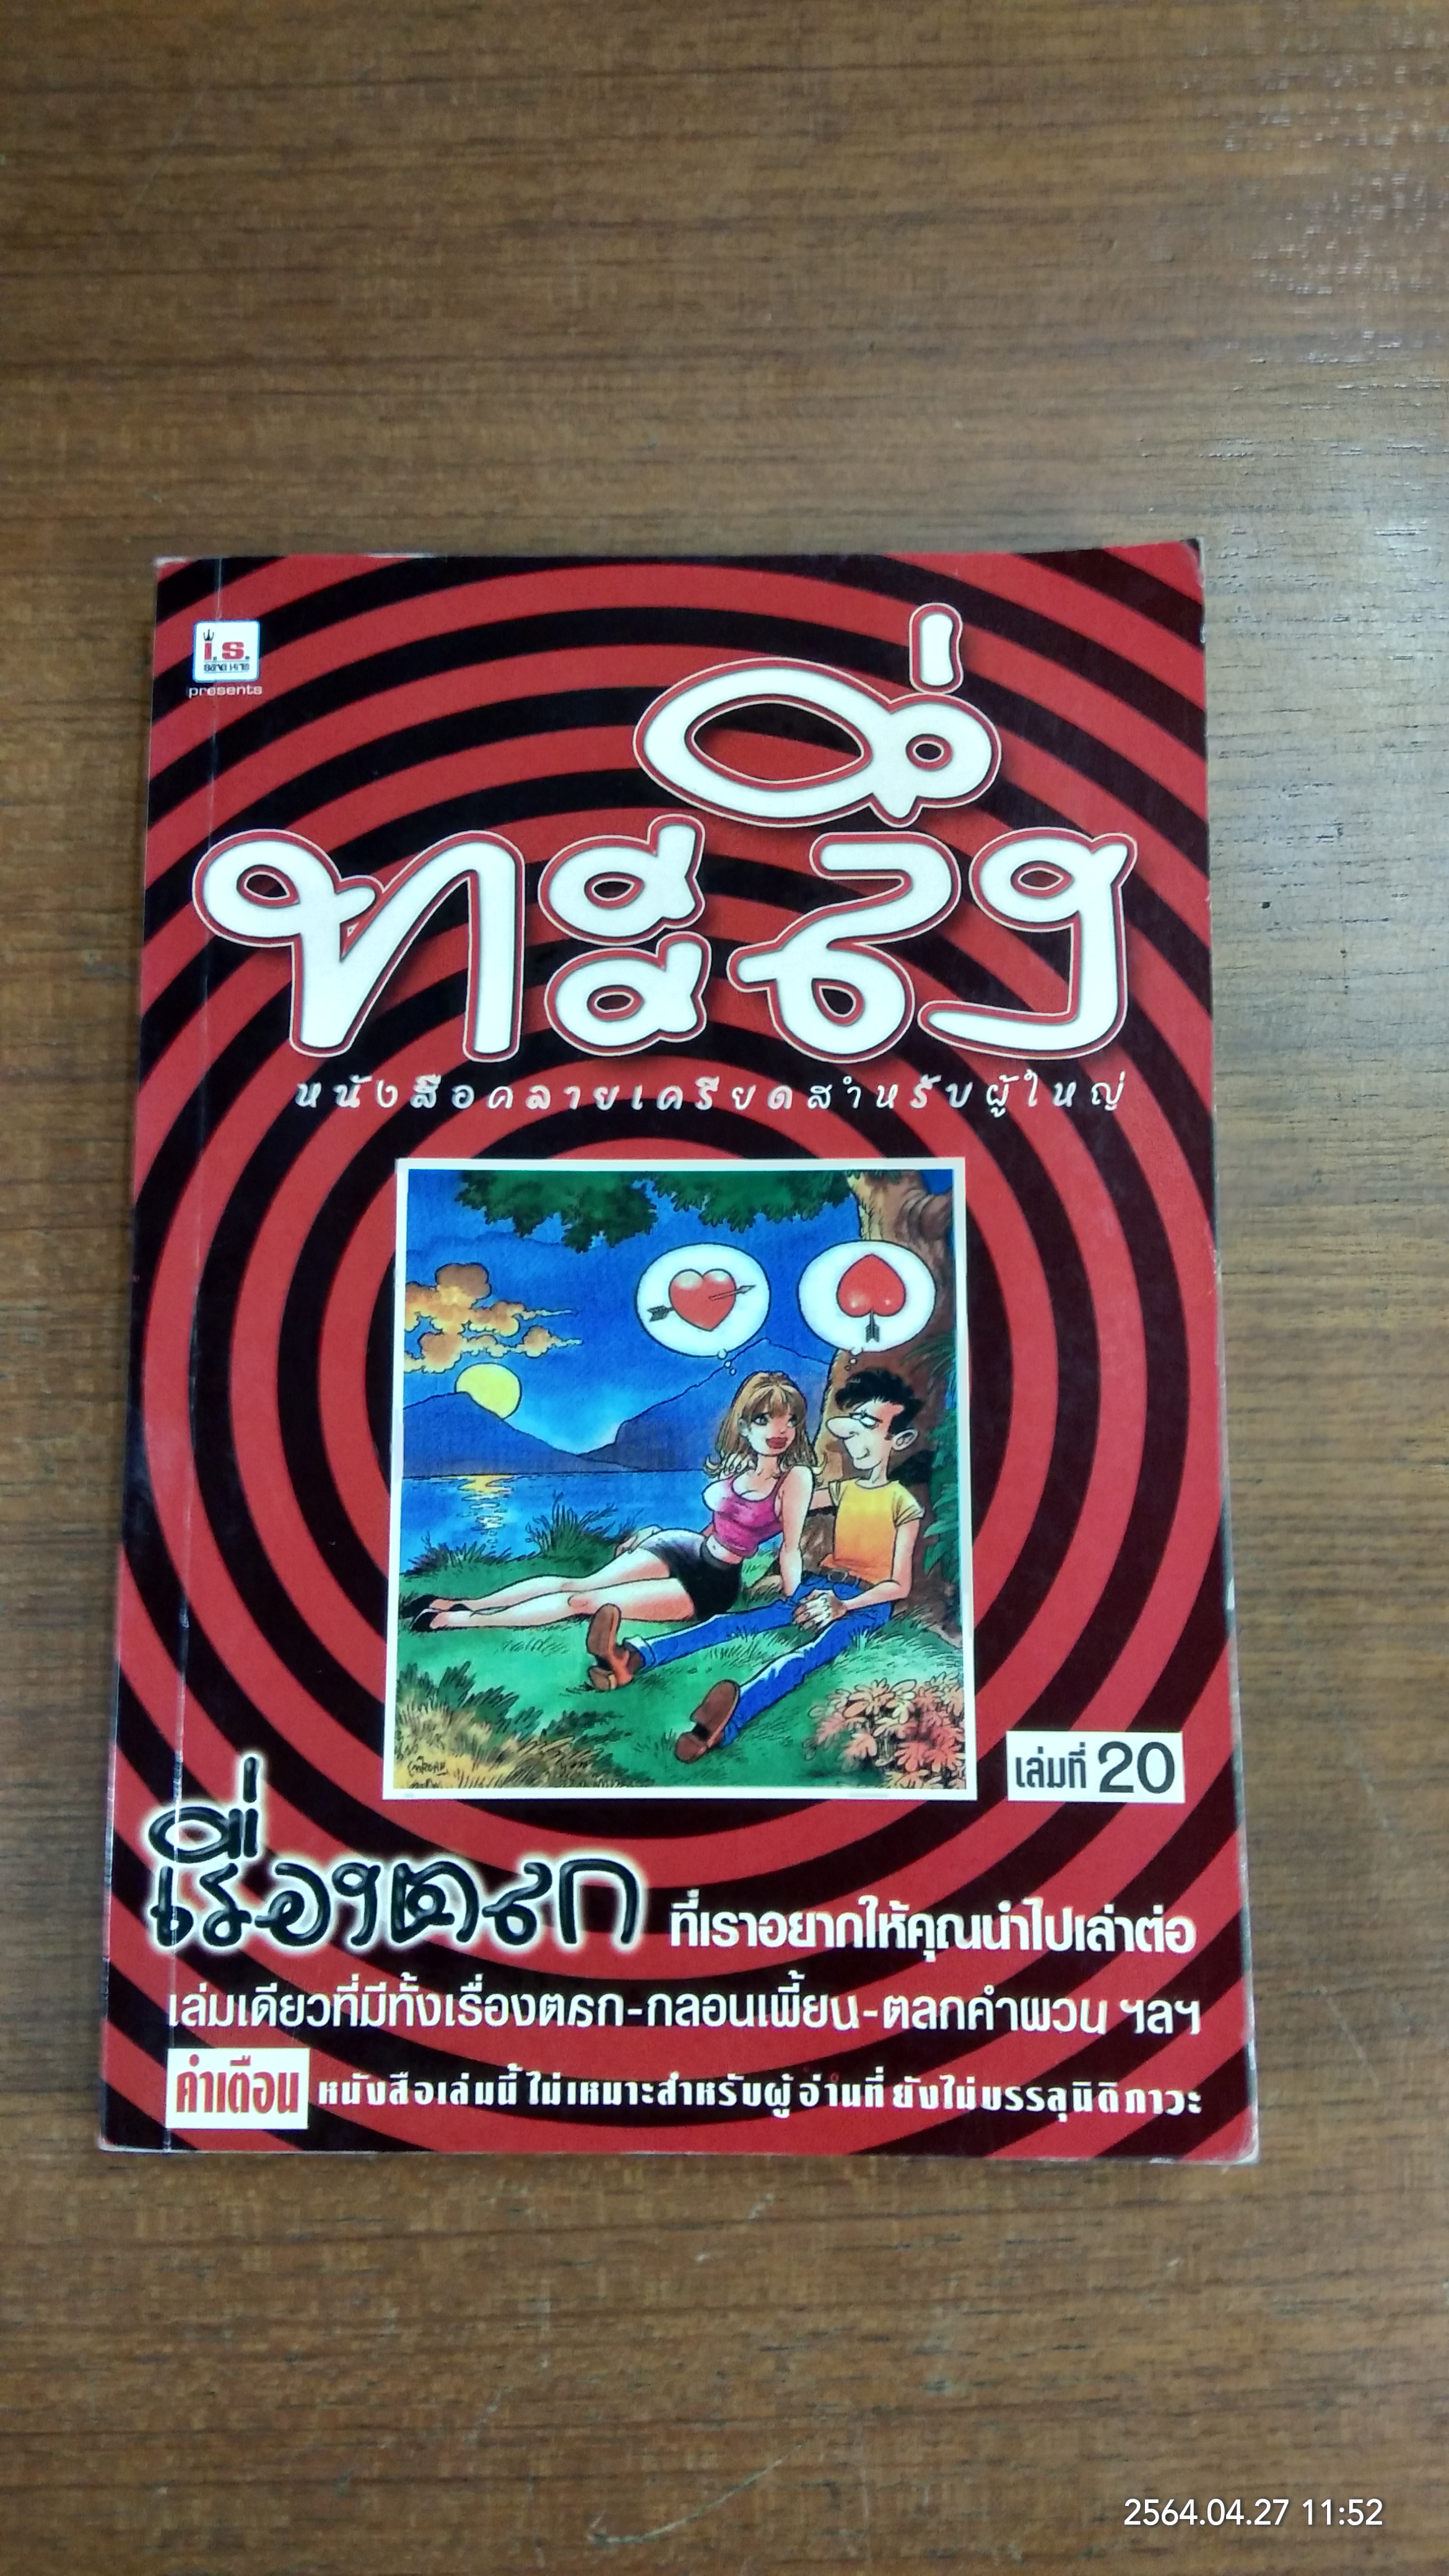 i.s.
presents
ทะลึ่ง
หนังสือคลายเครียดสำหรับผู้ใหญ่
เล่มที่ 20
เรื่องตลก ที่เราอยากให้คุณนำไปเล่าต่อ
เล่มเดียวที่มีทั้งเรื่องตลก-กลอนเพี้ยน-ตลกคำผวน ฯลฯ
คำเตือน หนังสือเล่มนี้ ไม่เหมาะสำหรับผู้อ่านที่ยังไม่บรรลุนิติภาวะ
2564.04.27 11:52